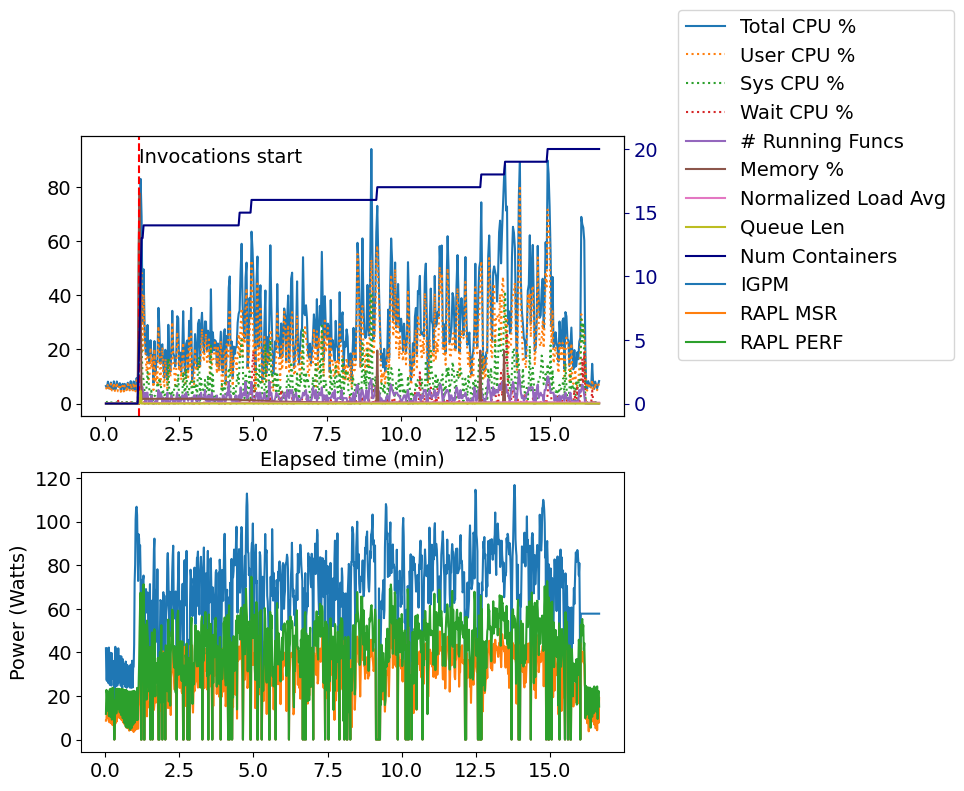 Total CPU %
User CPU %
Sys CPU %
Wait CPU %
# Running Funcs
Memory %
Normalized Load Avg
Queue Len
Num Containers
IGPM
RAPL MSR
RAPL PERF
Invocations start
80
60
40
20
0
20
15
10
5
0
0.0 2.5 5.0 7.5 10.0 12.5 15.0
Elapsed time (min)
Power (Watts)
120
100
80
60
40
20
0
0.0 2.5 5.0 7.5 10.0 12.5 15.0